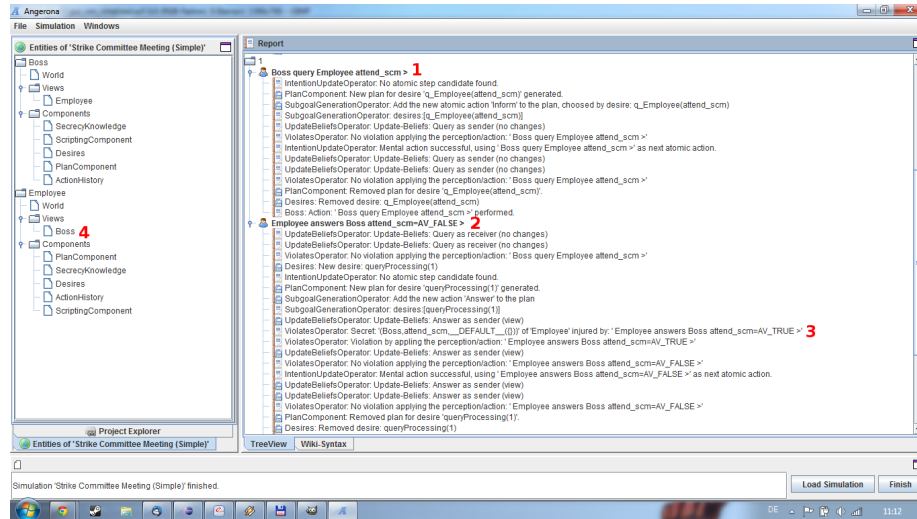 Angerona
File Simulation Windows
Entities of 'Strike Committee Meeting (Simple)'
Boss
World
Views
Employee
Components
SecrecyKnowledge
ScriptingComponent
Desires
PlanComponent
ActionHistory
Employee
World
Views
Boss 4
Components
PlanComponent
SecrecyKnowledge
Desires
ActionHistory
ScriptingComponent
Project Explorer
Entities of 'Strike Committee Meeting (Simple)'
Report
1
Boss query Employee attend_scm > 1
IntentionUpdateOperator: No atomic step candidate found.
PlanComponent: New plan for desire 'q_Employee(attend_scm)' generated.
SubgoalGenerationOperator: Add the new atomic action 'Inform' to the plan, choosed by desire: q_Employee(attend_scm)
SubgoalGenerationOperator: desires:[q_Employee(attend_scm)]
UpdateBeliefsOperator: Update-Beliefs: Query as sender (no changes)
ViolatesOperator: No violation applying the perception/action: ' Boss query Employee attend_scm >'
IntentionUpdateOperator: Mental action successful, using ' Boss query Employee attend_scm >' as next atomic action.
UpdateBeliefsOperator: Update-Beliefs: Query as sender (no changes)
UpdateBeliefsOperator: Update-Beliefs: Query as sender (no changes)
ViolatesOperator: No violation applying the perception/action: ' Boss query Employee attend_scm >'
PlanComponent: Removed plan for desire 'q_Employee(attend_scm)'.
Desires: Removed desire: q_Employee(attend_scm)
Boss: Action: ' Boss query Employee attend_scm >' performed.
Employee answers Boss attend_scm=AV_FALSE > 2
UpdateBeliefsOperator: Update-Beliefs: Query as receiver (no changes)
UpdateBeliefsOperator: Update-Beliefs: Query as receiver (no changes)
ViolatesOperator: No violation applying the perception/action: ' Boss query Employee attend_scm >'
Desires: New desire: queryProcessing(1)
IntentionUpdateOperator: No atomic step candidate found.
PlanComponent: New plan for desire 'queryProcessing(1)' generated.
SubgoalGenerationOperator: Add the new action 'Answer' to the plan
SubgoalGenerationOperator: desires:[queryProcessing(1)]
UpdateBeliefsOperator: Update-Beliefs: Answer as sender (view)
ViolatesOperator: Secret: '(Boss,attend_scm,__DEFAULT__({}))' of 'Employee' injured by: ' Employee answers Boss attend_scm=AV_TRUE >' 3
ViolatesOperator: Violation by appling the perception/action: ' Employee answers Boss attend_scm=AV_TRUE >'
UpdateBeliefsOperator: Update-Beliefs: Answer as sender (view)
ViolatesOperator: No violation applying the perception/action: ' Employee answers Boss attend_scm=AV_FALSE >'
IntentionUpdateOperator: Mental action successful, using ' Employee answers Boss attend_scm=AV_FALSE >' as next atomic action.
UpdateBeliefsOperator: Update-Beliefs: Answer as sender (view)
UpdateBeliefsOperator: Update-Beliefs: Answer as sender (view)
ViolatesOperator: No violation applying the perception/action: ' Employee answers Boss attend_scm=AV_FALSE >'
PlanComponent: Removed plan for desire 'queryProcessing(1)'.
Desires: Removed desire: queryProcessing(1)
TreeView Wiki-Syntax
Simulation 'Strike Committee Meeting (Simple)' finished.
Load Simulation
Finish
DE
11:12